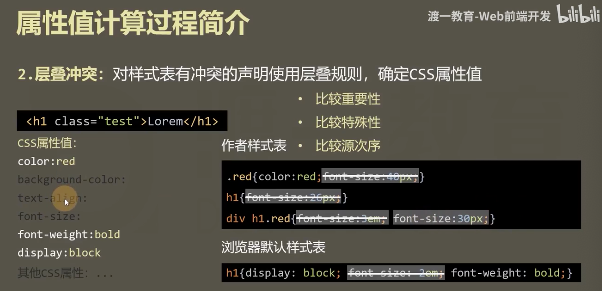 属性值计算过程简介
渡一教育-Web前端开发 bilibili
2.层叠冲突：对样式表有冲突的声明使用层叠规则，确定CSS属性值
• 比较重要性
<h1 class="test">Lorem</h1>
• 比较特殊性
CSS属性值:
作者样式表
• 比较源次序
color:red
.red{color:red;font-size:40px;}
background-color:
h1{font-size:26px;}
text-align:
font-size:
div h1.red{font-size:3em; font-size:30px;}
font-weight:bold
浏览器默认样式表
display:block
其他CSS属性: ...
h1{display: block; font-size: 2em; font-weight: bold;}